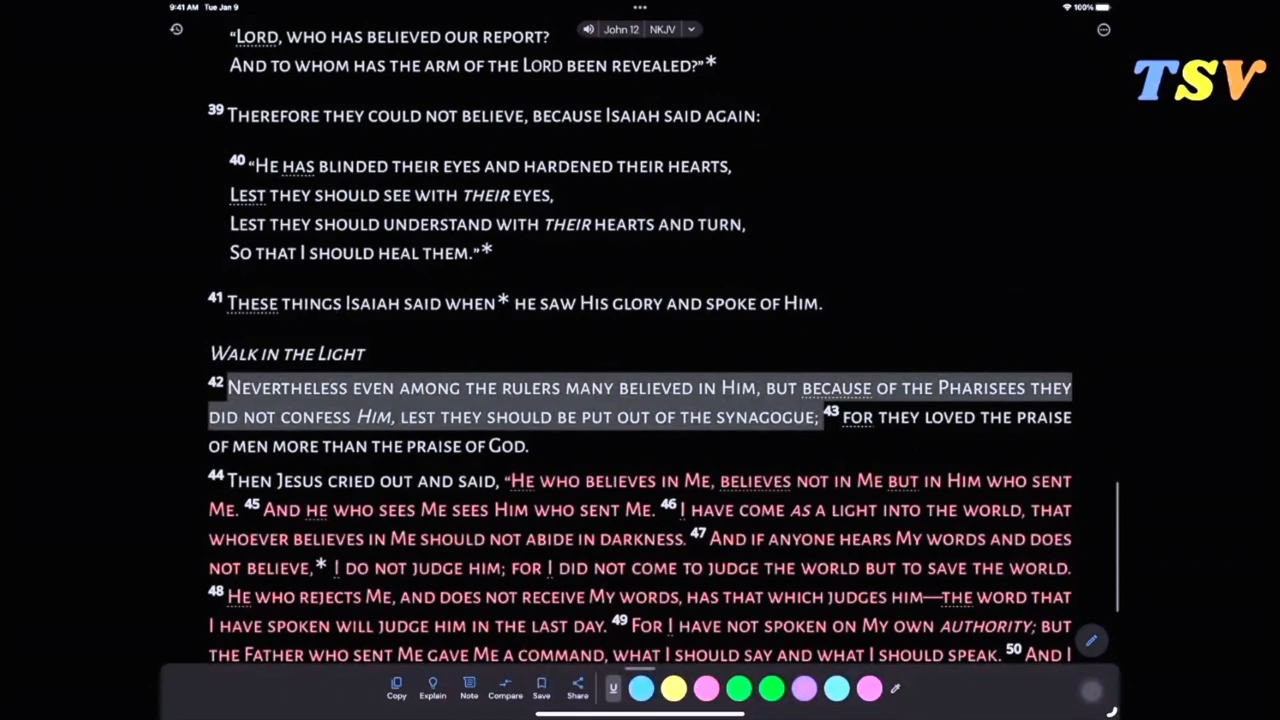 9:41 AM Tue Jan 9
100%
John 12 NKJV
TSV
“LORD, WHO HAS BELIEVED OUR REPORT?
AND TO WHOM HAS THE ARM OF THE LORD BEEN REVEALED?”*
39 THEREFORE THEY COULD NOT BELIEVE, BECAUSE ISAIAH SAID AGAIN:
40 “HE HAS BLINDED THEIR EYES AND HARDENED THEIR HEARTS,
LEST THEY SHOULD SEE WITH THEIR EYES,
LEST THEY SHOULD UNDERSTAND WITH THEIR HEARTS AND TURN,
SO THAT I SHOULD HEAL THEM.”*
41 THESE THINGS ISAIAH SAID WHEN* HE SAW HIS GLORY AND SPOKE OF HIM.
WALK IN THE LIGHT
42 NEVERTHELESS EVEN AMONG THE RULERS MANY BELIEVED IN HIM, BUT BECAUSE OF THE PHARISEES THEY
DID NOT CONFESS HIM, LEST THEY SHOULD BE PUT OUT OF THE SYNAGOGUE; 43 FOR THEY LOVED THE PRAISE
OF MEN MORE THAN THE PRAISE OF GOD.
44 THEN JESUS CRIED OUT AND SAID, “HE WHO BELIEVES IN ME, BELIEVES NOT IN ME BUT IN HIM WHO SENT
ME. 45 AND HE WHO SEES ME SEES HIM WHO SENT ME. 46 I HAVE COME AS A LIGHT INTO THE WORLD, THAT
WHOEVER BELIEVES IN ME SHOULD NOT ABIDE IN DARKNESS. 47 AND IF ANYONE HEARS MY WORDS AND DOES
NOT BELIEVE,* I DO NOT JUDGE HIM; FOR I DID NOT COME TO JUDGE THE WORLD BUT TO SAVE THE WORLD.
48 HE WHO REJECTS ME, AND DOES NOT RECEIVE MY WORDS, HAS THAT WHICH JUDGES HIM—THE WORD THAT
I HAVE SPOKEN WILL JUDGE HIM IN THE LAST DAY. 49 FOR I HAVE NOT SPOKEN ON MY OWN AUTHORITY; BUT
THE FATHER WHO SENT ME GAVE ME A COMMAND, WHAT I SHOULD SAY AND WHAT I SHOULD SPEAK. 50 AND I
Copy Explain Note Compare Save Share U